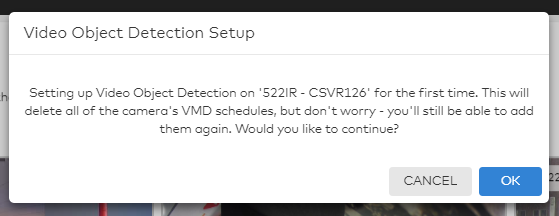 Video Object Detection Setup
Setting up Video Object Detection on '522IR - CSVR126' for the first time. This will
delete all of the camera's VMD schedules, but don't worry - you'll still be able to add
them again. Would you like to continue?
CANCEL
OK